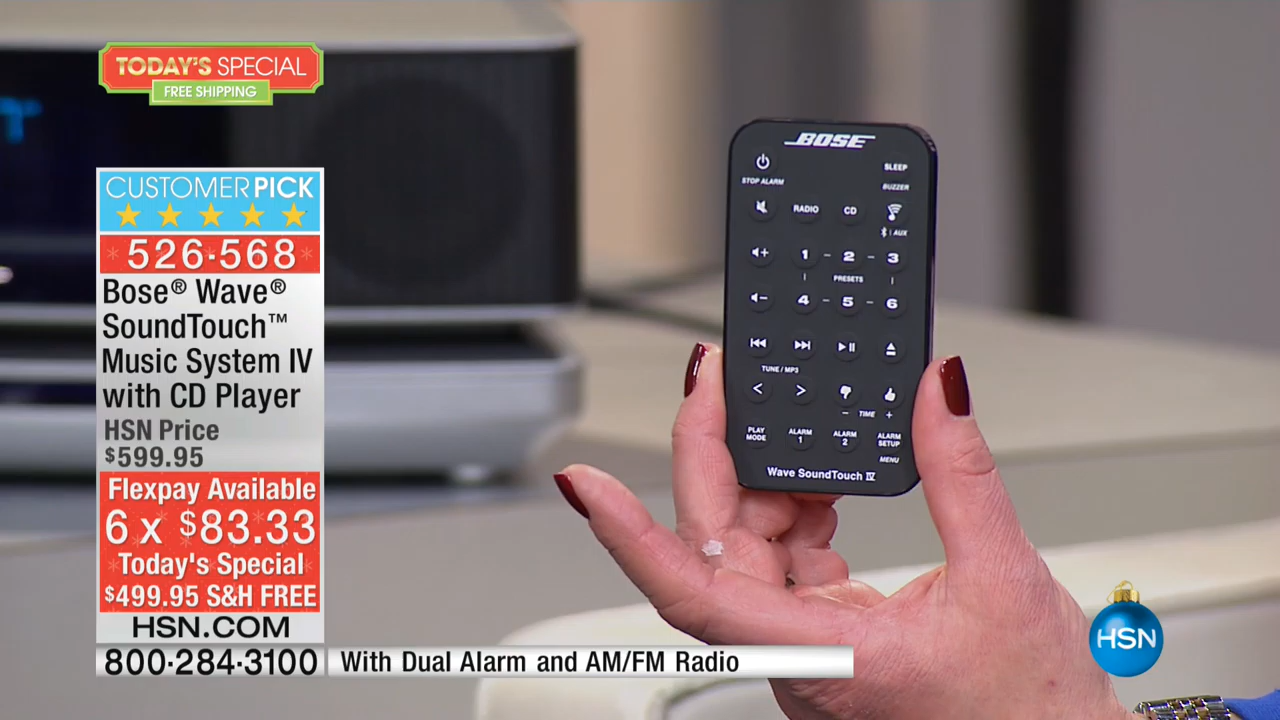 TODAY'S SPECIAL
FREE SHIPPING
CUSTOMER PICK
526·568
Bose® Wave®
SoundTouch™
Music System IV
with CD Player
HSN Price
$599.95
Flexpay Available
6 x $83.33
Today's Special
$499.95 S&H FREE
HSN.COM
800·284·3100
With Dual Alarm and AM/FM Radio
BOSE
SLEEP
STOP ALARM
BUZZER
RADIO CD
AUX
1 - 2 - 3
PRESETS
4 - 5 - 6
TUNE / MP3
- TIME +
PLAY MODE
ALARM 1
ALARM 2
ALARM SETUP
MENU
Wave SoundTouch IV
HSN